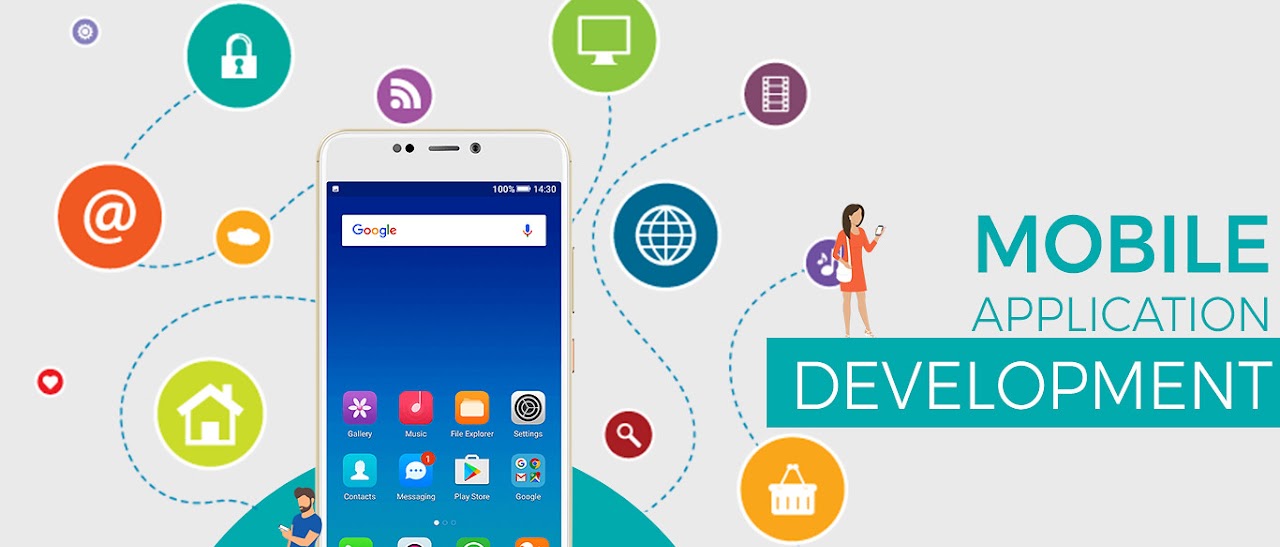 100% 14:30
Google
Gallery Music File Explorer Settings
1
Contacts Messaging Play Store Google
@
MOBILE
APPLICATION
DEVELOPMENT